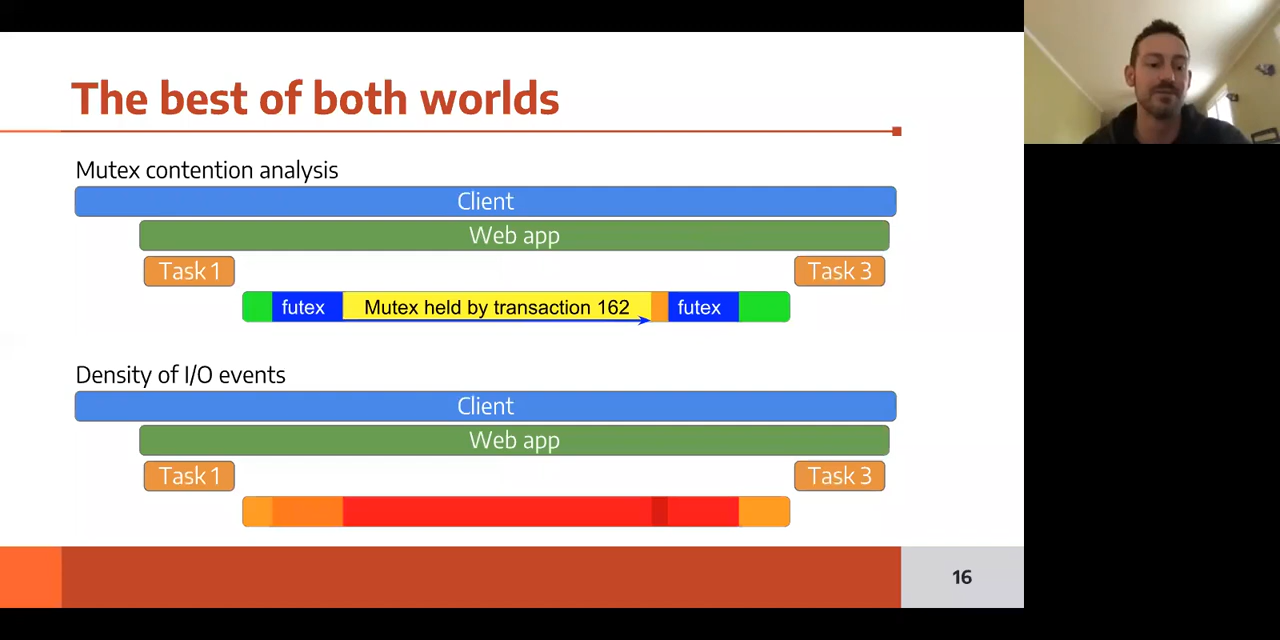 The best of both worlds
Mutex contention analysis
Client
Web app
Task 1
Task 3
futex
Mutex held by transaction 162
futex
Density of I/O events
Client
Web app
Task 1
Task 3
16